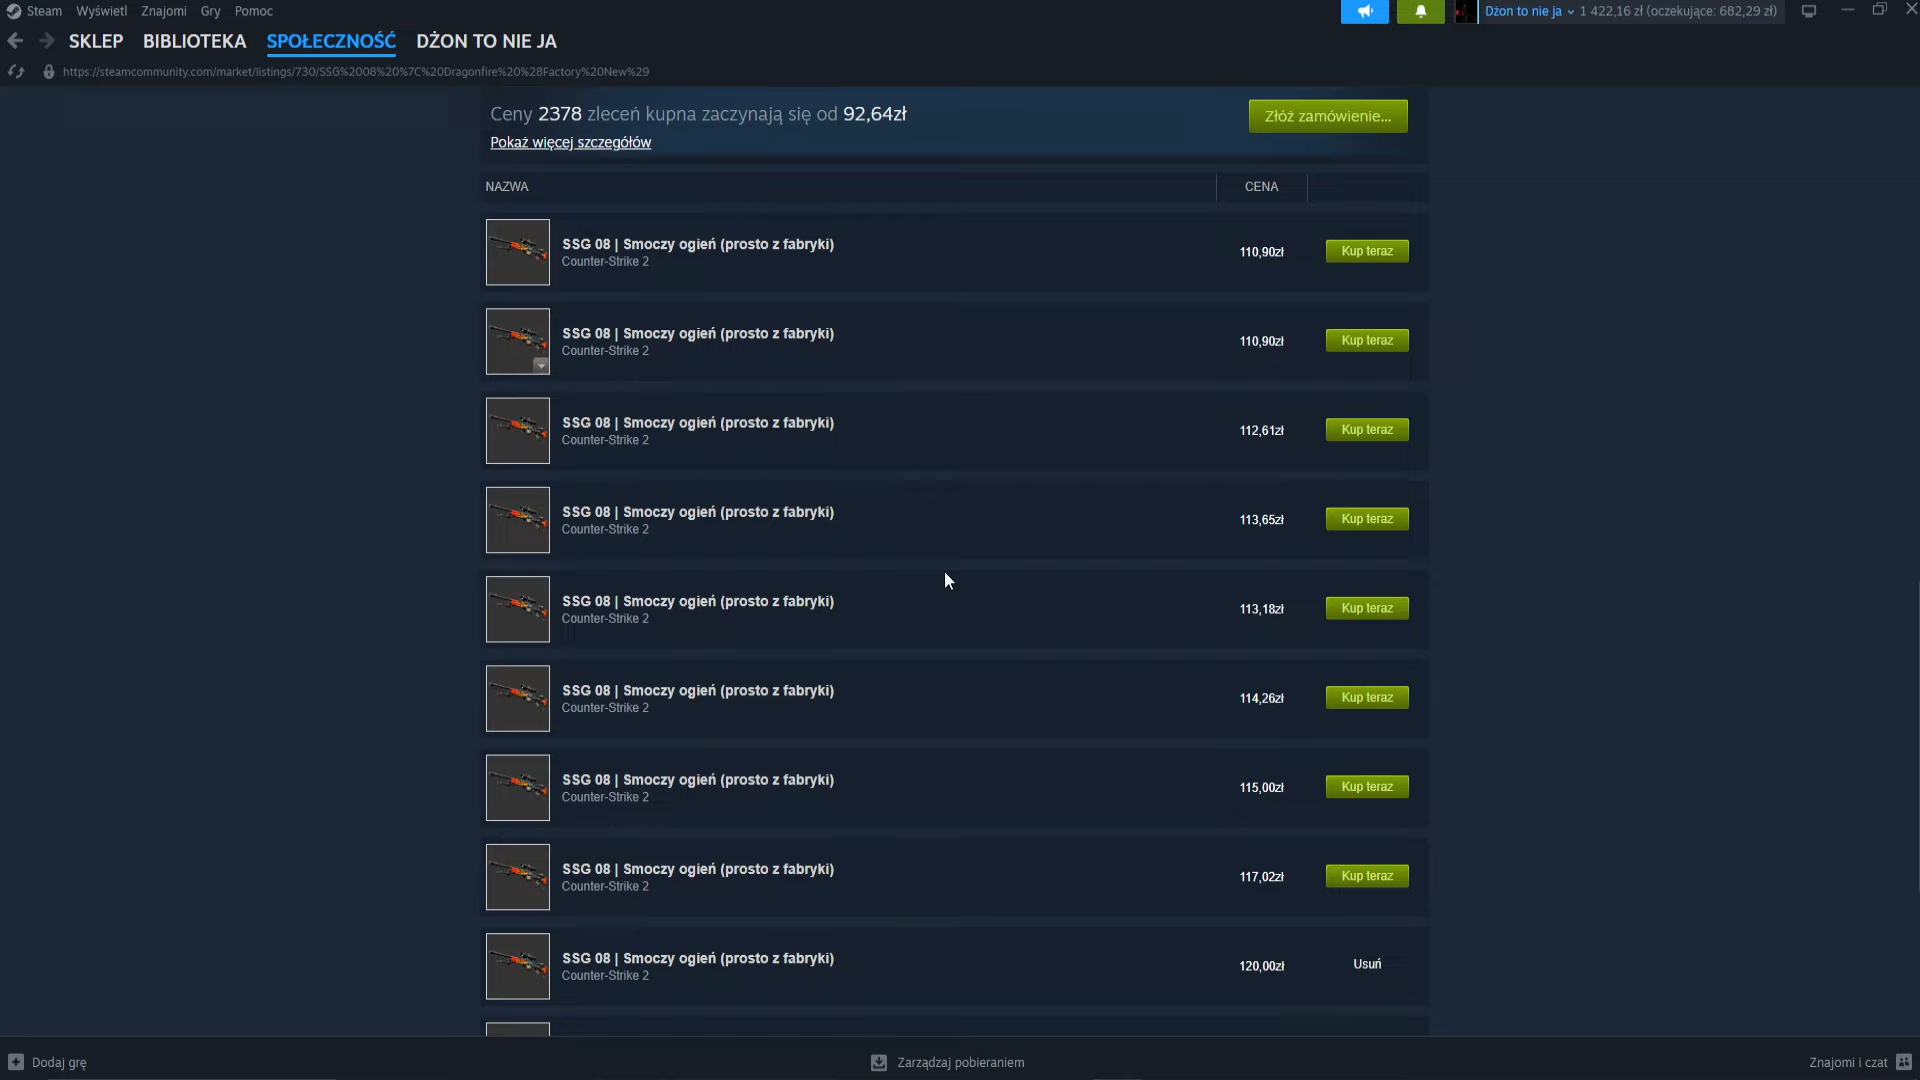 Steam Wyświetl Znajomi Gry Pomoc
Dżon to nie ja 1 422,16 zł (oczekujące: 682,29 zł)
SKLEP BIBLIOTEKA SPOŁECZNOŚĆ DŻON TO NIE JA
https://steamcommunity.com/market/listings/730/SSG%2008%20%7C%20Dragonfire%20%28Factory%20New%29
Ceny 2378 zleceń kupna zaczynają się od 92,64zł
Złóż zamówienie...
Pokaż więcej szczegółów
NAZWA CENA
SSG 08 | Smoczy ogień (prosto z fabryki)
Counter-Strike 2
110,90zł Kup teraz
SSG 08 | Smoczy ogień (prosto z fabryki)
Counter-Strike 2
110,90zł Kup teraz
SSG 08 | Smoczy ogień (prosto z fabryki)
Counter-Strike 2
112,61zł Kup teraz
SSG 08 | Smoczy ogień (prosto z fabryki)
Counter-Strike 2
113,65zł Kup teraz
SSG 08 | Smoczy ogień (prosto z fabryki)
Counter-Strike 2
113,18zł Kup teraz
SSG 08 | Smoczy ogień (prosto z fabryki)
Counter-Strike 2
114,26zł Kup teraz
SSG 08 | Smoczy ogień (prosto z fabryki)
Counter-Strike 2
115,00zł Kup teraz
SSG 08 | Smoczy ogień (prosto z fabryki)
Counter-Strike 2
117,02zł Kup teraz
SSG 08 | Smoczy ogień (prosto z fabryki)
Counter-Strike 2
120,00zł Usuń
Dodaj grę Zarządzaj pobieraniem Znajomi i czat